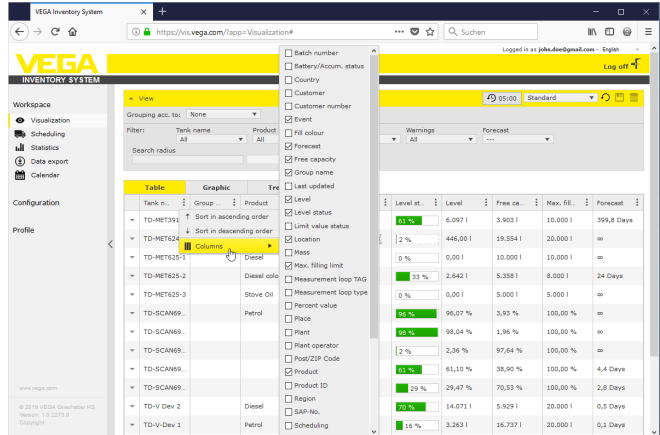 VEGA Inventory System
https://vis.vega.com/?app=Visualization#
Suchen
Logged in as john.doe@gmail.com - English
Log off
VEGA
INVENTORY SYSTEM
Workspace
Visualization
Scheduling
Statistics
Data export
Calendar
Configuration
Profile
www.vega.com
© 2019 VEGA Grieshaber KG
Version: 1.9.2273.0
Copyright
View
05:00 Standard
Grouping acc. to: None
Filter: Tank name Product Warnings Forecast
All All All ---
Search radius
Table Graphic Tre
Tank n... Group ... Product Level st... Level Free ca... Max. fill... Forecast
Sort in ascending order
Sort in descending order
Columns
Batch number
Battery/Accum. status
Country
Customer
Customer number
Event
Fill colour
Forecast
Free capacity
Group name
Last updated
Level
Level status
Limit value status
Location
Mass
Max. filling limit
Measurement loop TAG
Measurement loop type
Percent value
Place
Plant
Plant operator
Post/ZIP Code
Product
Product ID
Region
SAP-No.
Scheduling
TD-MET391 61 % 6.097 l 3.903 l 10.000 l 399,8 Days
TD-MET624 2 % 446,00 l 19.554 l 20.000 l ∞
TD-MET625-1 Diesel 0 % 0,00 l 10.000 l 10.000 l ∞
TD-MET625-2 Diesel colo 33 % 2.642 l 5.358 l 8.000 l 24 Days
TD-MET625-3 Stove Oil 0 % 0,00 l 5.000 l 5.000 l ∞
TD-SCAN69... Petrol 96 % 96,07 % 3,93 % 100,00 % ∞
TD-SCAN69... 98 % 98,04 % 1,96 % 100,00 % ∞
TD-SCAN69... 2 % 2,36 % 97,64 % 100,00 % ∞
TD-SCAN69... 61 % 61,10 % 38,90 % 100,00 % 4,4 Days
TD-SCAN69... 29 % 29,47 % 70,53 % 100,00 % 2,8 Days
TD-V Dev 2 Diesel 70 % 14.071 l 5.929 l 20.000 l 0,5 Days
TD-V-Dev 1 Petrol 16 % 3.263 l 16.737 l 20.000 l 0,1 Days